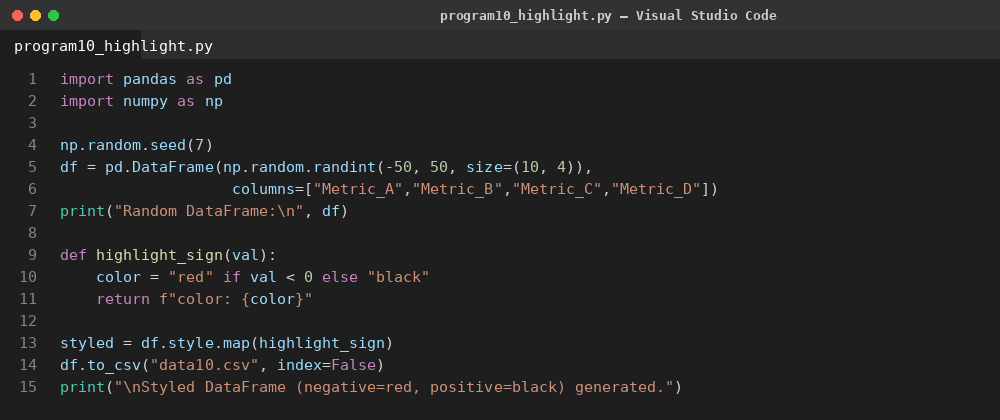 program10_highlight.py — Visual Studio Code
program10_highlight.py
1 import pandas as pd
2 import numpy as np
3
4 np.random.seed(7)
5 df = pd.DataFrame(np.random.randint(-50, 50, size=(10, 4)),
6                    columns=["Metric_A","Metric_B","Metric_C","Metric_D"])
7 print("Random DataFrame:\n", df)
8
9 def highlight_sign(val):
10     color = "red" if val < 0 else "black"
11     return f"color: {color}"
12
13 styled = df.style.map(highlight_sign)
14 df.to_csv("data10.csv", index=False)
15 print("\nStyled DataFrame (negative=red, positive=black) generated.")